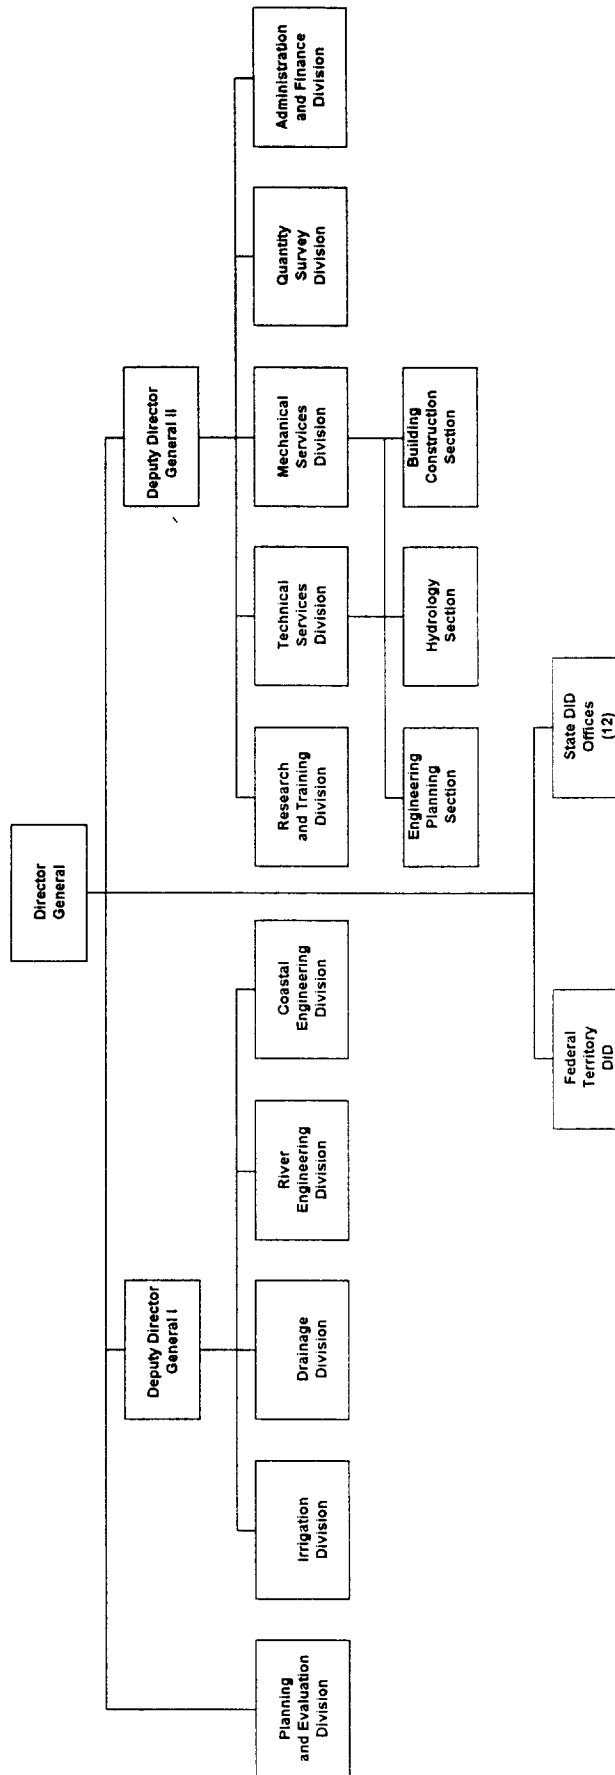 Director
General
Deputy Director
General I
Deputy Director
General II
Planning
and Evaluation
Division
Irrigation
Division
Drainage
Division
River
Engineering
Division
Coastal
Engineering
Division
Research
and Training
Division
Technical
Services
Division
Mechanical
Services
Division
Quantity
Survey
Division
Administration
and Finance
Division
Engineering
Planning
Section
Hydrology
Section
Building
Construction
Section
Federal
Territory
DID
State DID
Offices
(12)